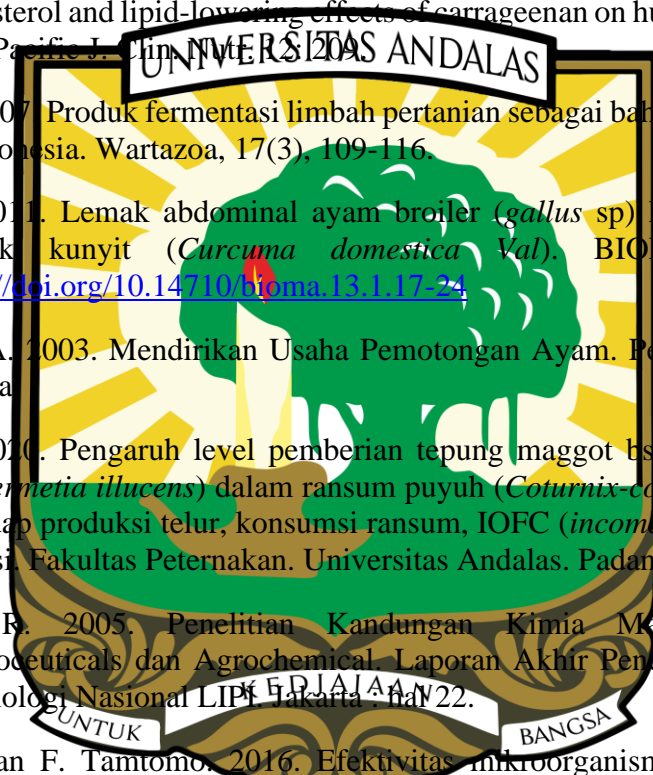 sterol and lipid-lowering effects of carrageenan on hu
Pacific J. Clin. Nutr. 12: 209.
UNIVERSITAS ANDALAS
07. Produk fermentasi limbah pertanian sebagai bah
onesia. Wartazoa, 17(3), 109-116.
011. Lemak abdominal ayam broiler (gallus sp)
k kunyit (Curcuma domestica Val). BIO
//doi.org/10.14710/bioma.13.1.17-24
A. 2003. Mendirikan Usaha Pemotongan Ayam. Pe
a
020. Pengaruh level pemberian tepung maggot bs
ermetia illucens) dalam ransum puyuh (Coturnix-co
ap produksi telur, konsumsi ransum, IOFC (incom
si. Fakultas Peternakan. Universitas Andalas. Padan
R. 2005. Penelitian Kandungan Kimia M
oceuticals dan Agrochemical. Laporan Akhir Pen
nologi Nasional LIPI. Jakarta : hal 22.
UNTUK KEDJAJAAN BANGSA
an F. Tamtomo. 2016. Efektivitas mikroorganism